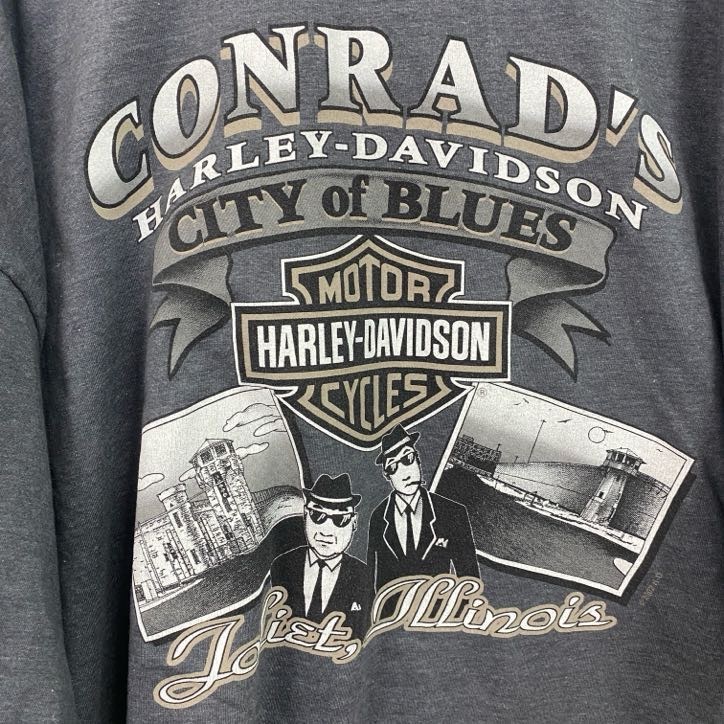 CONRAD'S
HARLEY-DAVIDSON
CITY of BLUES
MOTOR
HARLEY-DAVIDSON
CYCLES
®
Joliet, Illinois